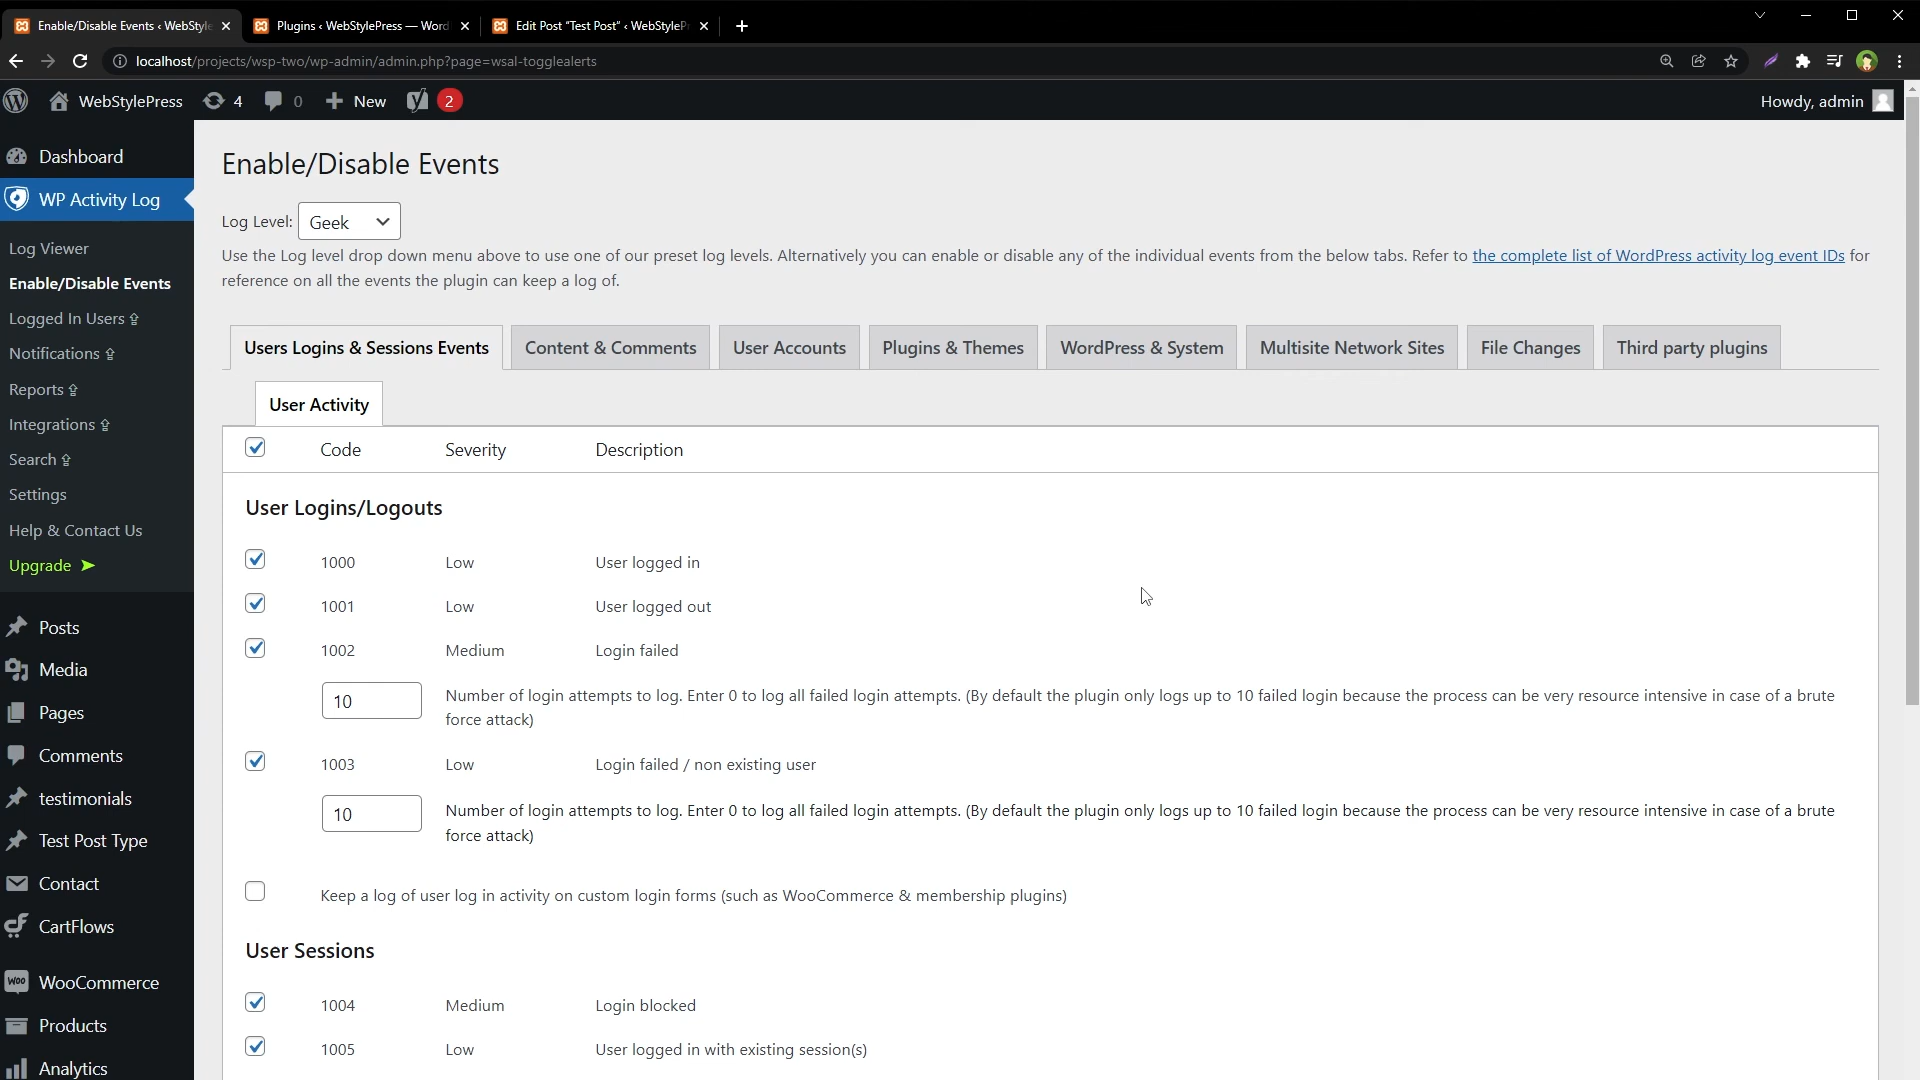 Enable/Disable Events ‹ WebStyle
Plugins ‹ WebStylePress — Word
Edit Post “Test Post” ‹ WebStylePr
localhost/projects/wsp-two/wp-admin/admin.php?page=wsal-togglealerts
WebStylePress 4 0 New 2
Howdy, admin
Dashboard
WP Activity Log
Log Viewer
Enable/Disable Events
Logged In Users
Notifications
Reports
Integrations
Search
Settings
Help & Contact Us
Upgrade
Posts
Media
Pages
Comments
testimonials
Test Post Type
Contact
CartFlows
WooCommerce
Products
Analytics
Enable/Disable Events
Log Level: Geek
Use the Log level drop down menu above to use one of our preset log levels. Alternatively you can enable or disable any of the individual events from the below tabs. Refer to the complete list of WordPress activity log event IDs for
reference on all the events the plugin can keep a log of.
Users Logins & Sessions Events Content & Comments User Accounts Plugins & Themes WordPress & System Multisite Network Sites File Changes Third party plugins
User Activity
Code Severity Description
User Logins/Logouts
1000 Low User logged in
1001 Low User logged out
1002 Medium Login failed
10 Number of login attempts to log. Enter 0 to log all failed login attempts. (By default the plugin only logs up to 10 failed login because the process can be very resource intensive in case of a brute
force attack)
1003 Low Login failed / non existing user
10 Number of login attempts to log. Enter 0 to log all failed login attempts. (By default the plugin only logs up to 10 failed login because the process can be very resource intensive in case of a brute
force attack)
Keep a log of user log in activity on custom login forms (such as WooCommerce & membership plugins)
User Sessions
1004 Medium Login blocked
1005 Low User logged in with existing session(s)